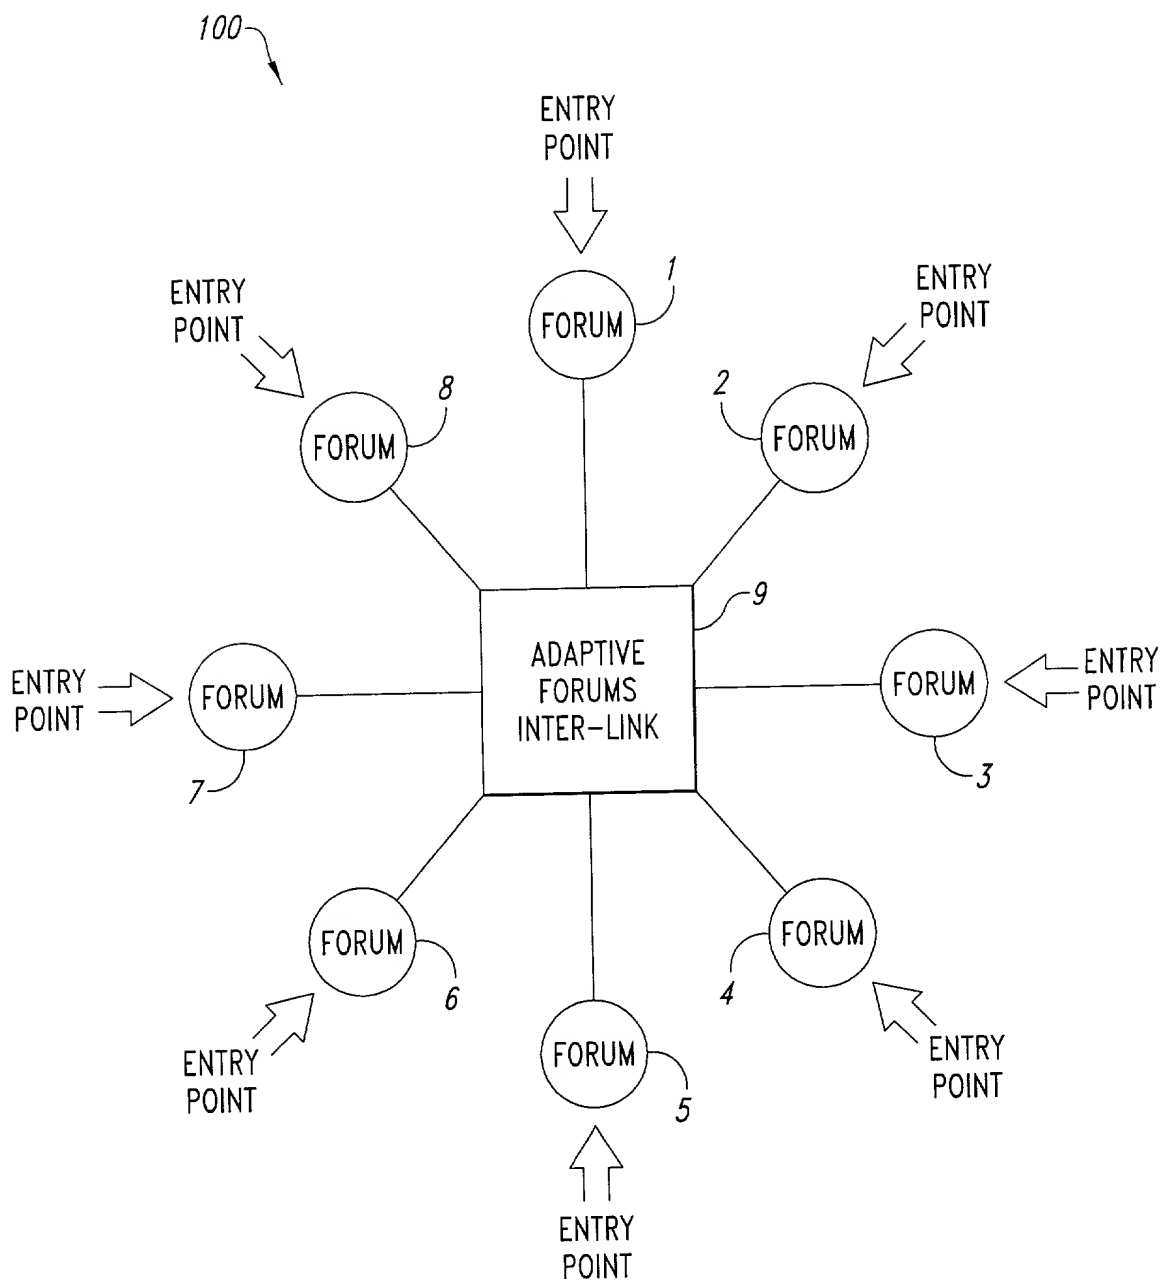 100
ENTRY
POINT
1
FORUM
ENTRY
POINT
ENTRY
POINT
8
FORUM
2
FORUM
9
ADAPTIVE
FORUMS
INTER-LINK
ENTRY
POINT
FORUM
7
FORUM
3
ENTRY
POINT
FORUM
6
ENTRY
POINT
FORUM
4
ENTRY
POINT
FORUM
5
ENTRY
POINT